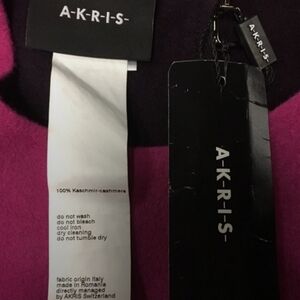 A-K-R-I-S-
A-K-R-I-S-
100% Kaschmir-cashmere
do not wash
do not bleach
cool iron
dry cleaning
do not tumble dry
fabric origin Italy
made in Romania
directly managed
by AKRIS Switzerland
A-K-R-I-S-